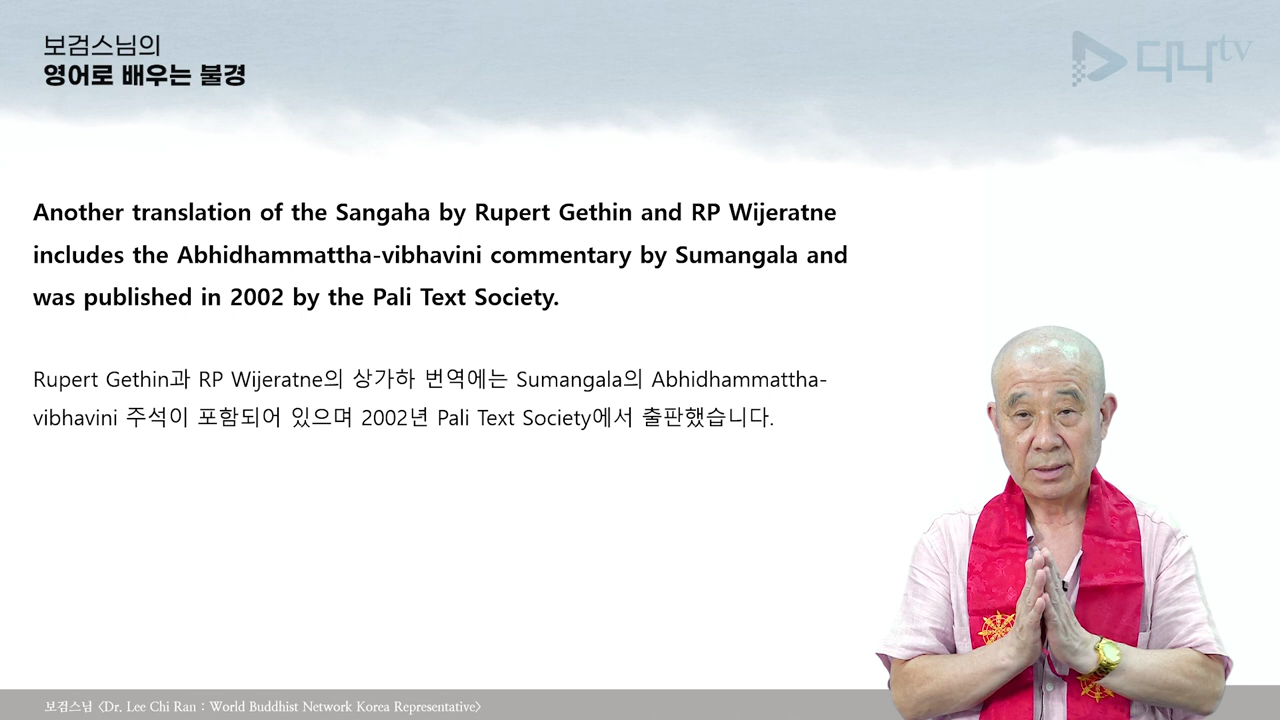 보검스님의
영어로 배우는 불경
디나tv
Another translation of the Sangaha by Rupert Gethin and RP Wijeratne
includes the Abhidhammattha-vibhavini commentary by Sumangala and
was published in 2002 by the Pali Text Society.
Rupert Gethin과 RP Wijeratne의 상가하 번역에는 Sumangala의 Abhidhammattha-
vibhavini 주석이 포함되어 있으며 2002년 Pali Text Society에서 출판했습니다.
보검스님 <Dr. Lee Chi Ran : World Buddhist Network Korea Representative>